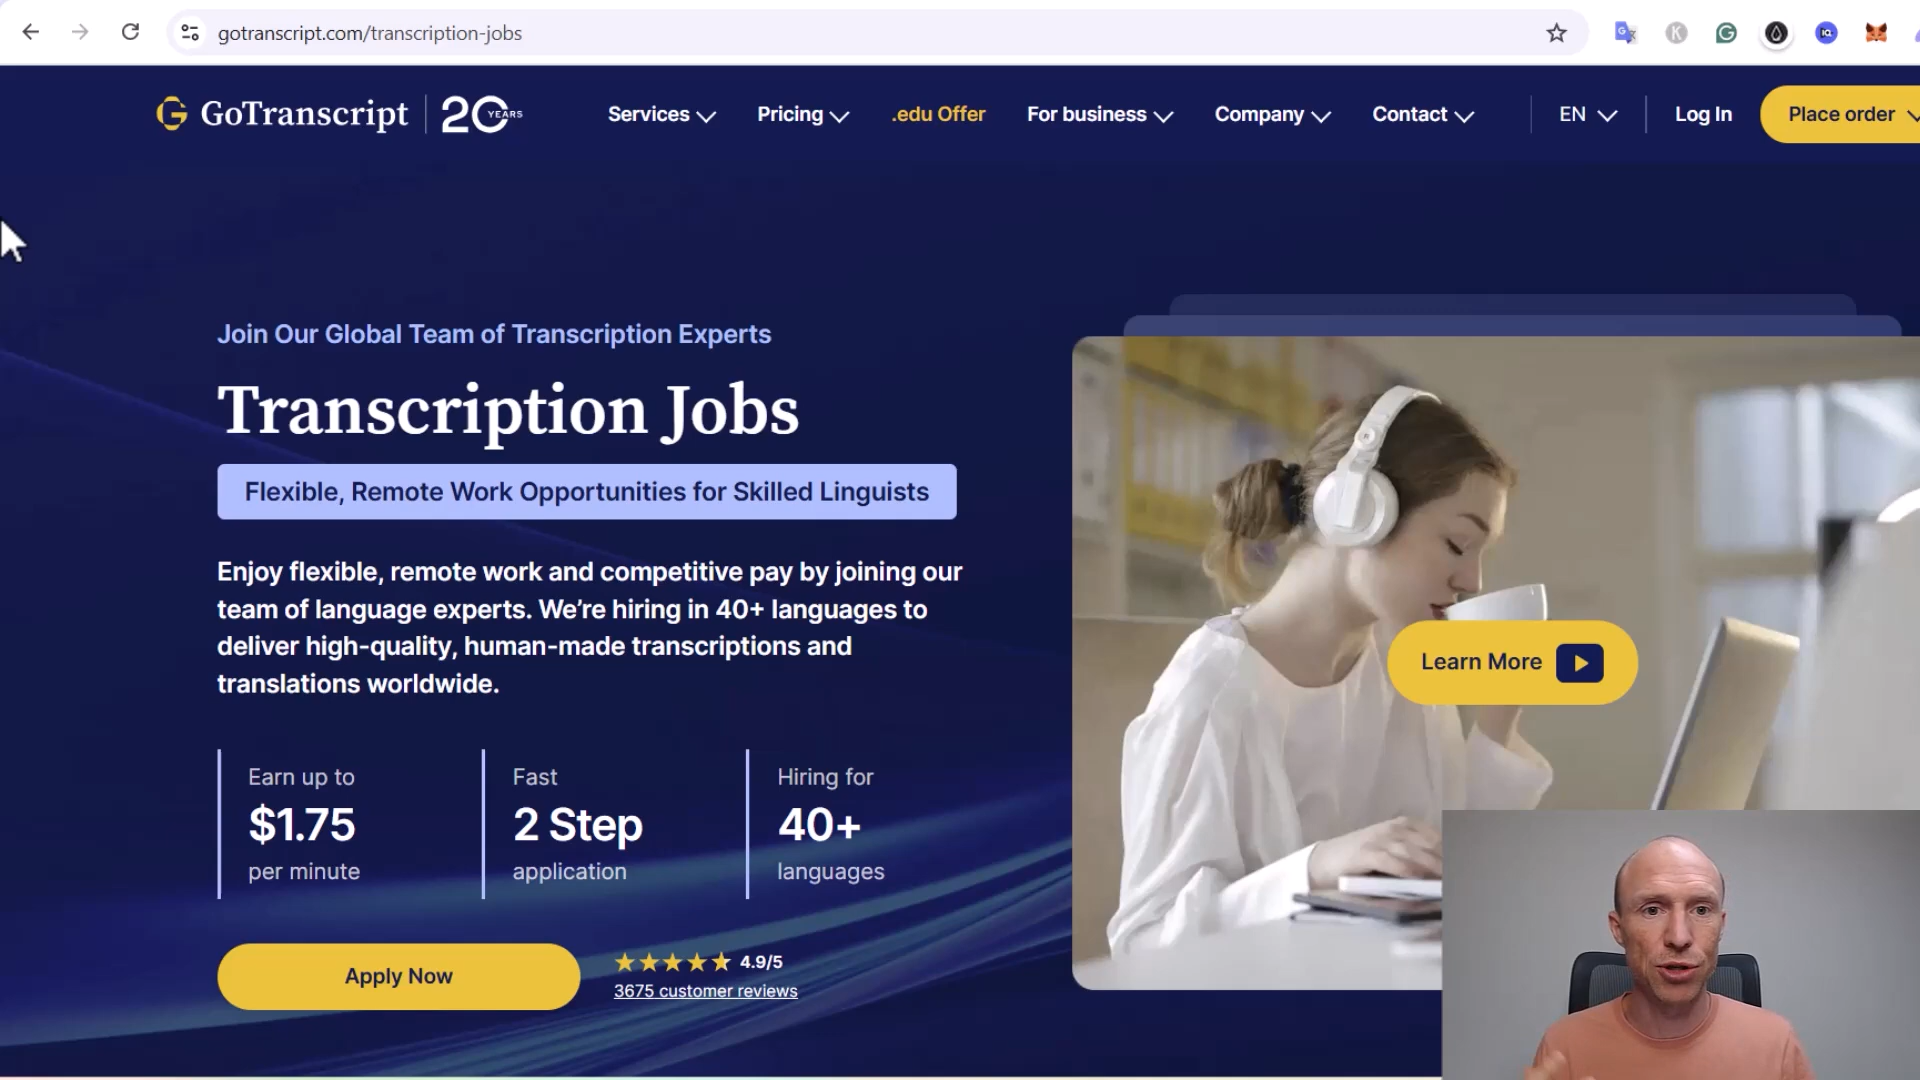 gotranscript.com/transcription-jobs
GoTranscript
20 YEARS
Services
Pricing
.edu Offer
For business
Company
Contact
EN
Log In
Place order
Join Our Global Team of Transcription Experts
Transcription Jobs
Flexible, Remote Work Opportunities for Skilled Linguists
Enjoy flexible, remote work and competitive pay by joining our
team of language experts. We’re hiring in 40+ languages to
deliver high-quality, human-made transcriptions and
translations worldwide.
Learn More
Earn up to
$1.75
per minute
Fast
2 Step
application
Hiring for
40+
languages
Apply Now
4.9/5
3675 customer reviews